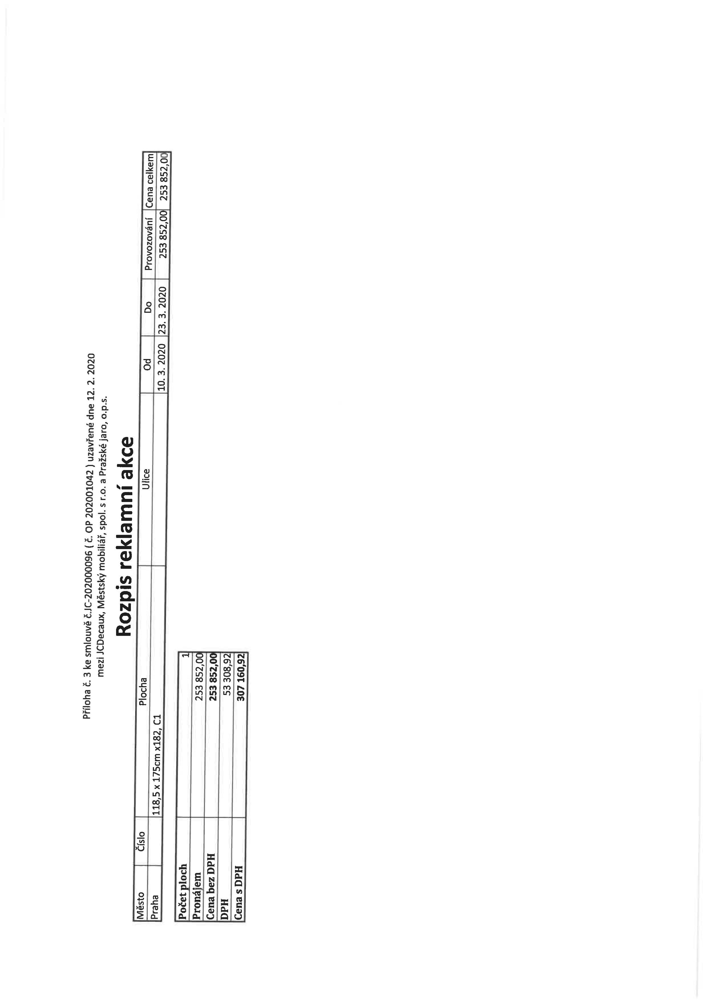 Příloha č. 3 ke smlouvě č.JC-202000096 ( č. OP 202001042 ) uzavřené dne 12. 2. 2020
mezi JCDecaux, Městský mobiliář, spol. s r.o. a Pražské jaro, o.p.s.
Rozpis reklamní akce
Město Číslo Plocha Ulice Od Do Provozování Cena celkem
Praha 118,5 x 175cm x182, C1 10. 3. 2020 23. 3. 2020 253 852,00 253 852,00
Počet ploch 1
Pronájem 253 852,00
Cena bez DPH 253 852,00
DPH 53 308,92
Cena s DPH 307 160,92